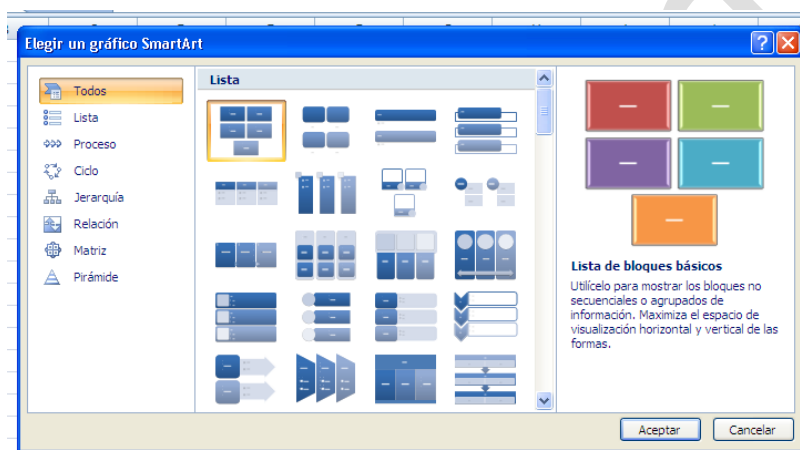 Elegir un gráfico SmartArt
Todos
Lista
Proceso
Ciclo
Jerarquía
Relación
Matriz
Pirámide
Lista
Lista de bloques básicos
Utilícelo para mostrar los bloques no
secuenciales o agrupados de
información. Maximiza el espacio de
visualización horizontal y vertical de las
formas.
Aceptar
Cancelar